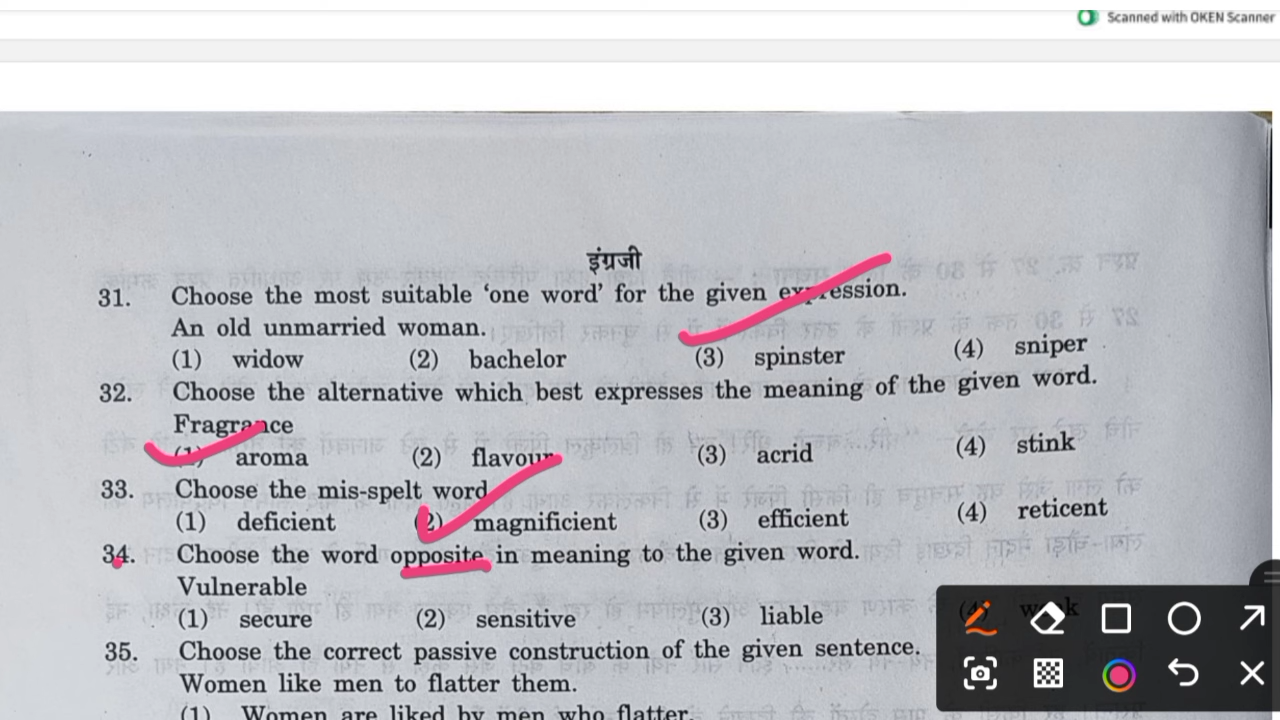 Scanned with OKEN Scanner
इंग्रजी
31. Choose the most suitable ‘one word’ for the given expression.
An old unmarried woman.
(1) widow (2) bachelor (3) spinster (4) sniper
32. Choose the alternative which best expresses the meaning of the given word.
Fragrance
(1) aroma (2) flavour (3) acrid (4) stink
33. Choose the mis-spelt word
(1) deficient (2) magnificient (3) efficient (4) reticent
34. Choose the word opposite in meaning to the given word.
Vulnerable
(1) secure (2) sensitive (3) liable
35. Choose the correct passive construction of the given sentence.
Women like men to flatter them.
(1) Women are liked by men who flatter.